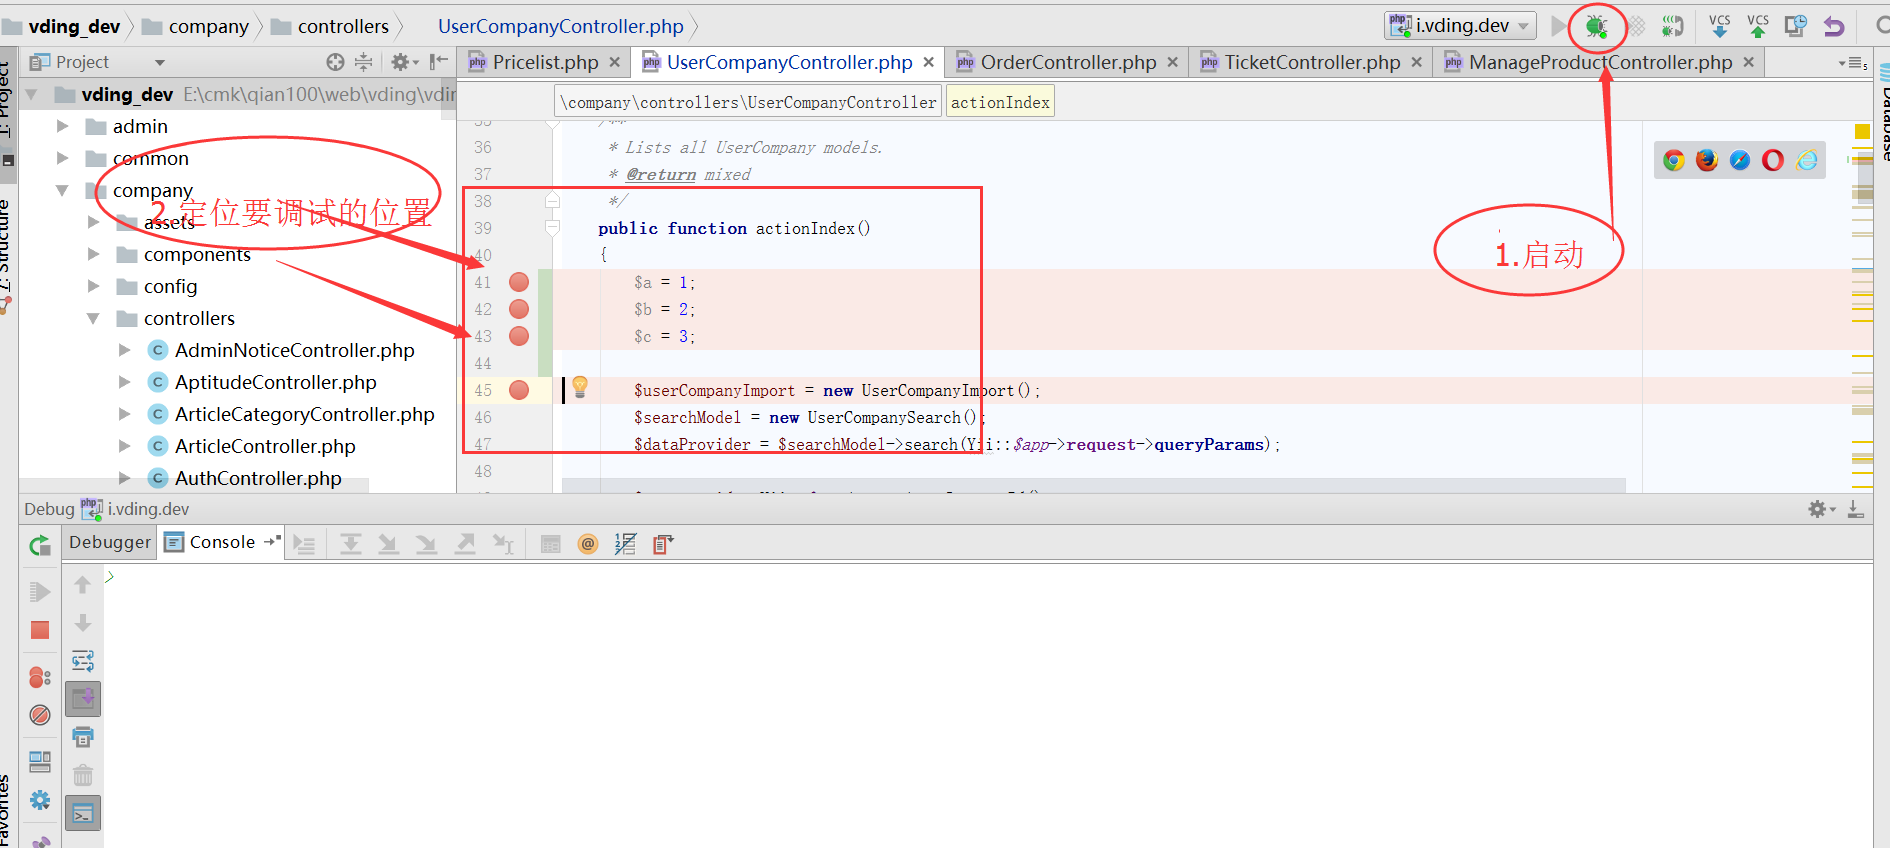 vding_dev company controllers UserCompanyController.php i.vding.dev VCS VCS
Project Pricelist.php UserCompanyController.php OrderController.php TicketController.php ManageProductController.php 5
1: Project
7: Structure
Favorites
Database
vding_dev E:\cmk\qian100\web\vding\vdin
admin
common
company
assets
components
config
controllers
AdminNoticeController.php
AptitudeController.php
ArticleCategoryController.php
ArticleController.php
AuthController.php
2.定位要调试的位置
1.启动
\company\controllers\UserCompanyController actionIndex
35 /**
36 * Lists all UserCompany models.
37 * @return mixed
38 */
39 public function actionIndex()
40 {
41 $a = 1;
42 $b = 2;
43 $c = 3;
44
45 $userCompanyImport = new UserCompanyImport();
46 $searchModel = new UserCompanySearch();
47 $dataProvider = $searchModel->search(Yii::$app->request->queryParams);
48
Debug i.vding.dev
Debugger Console
>